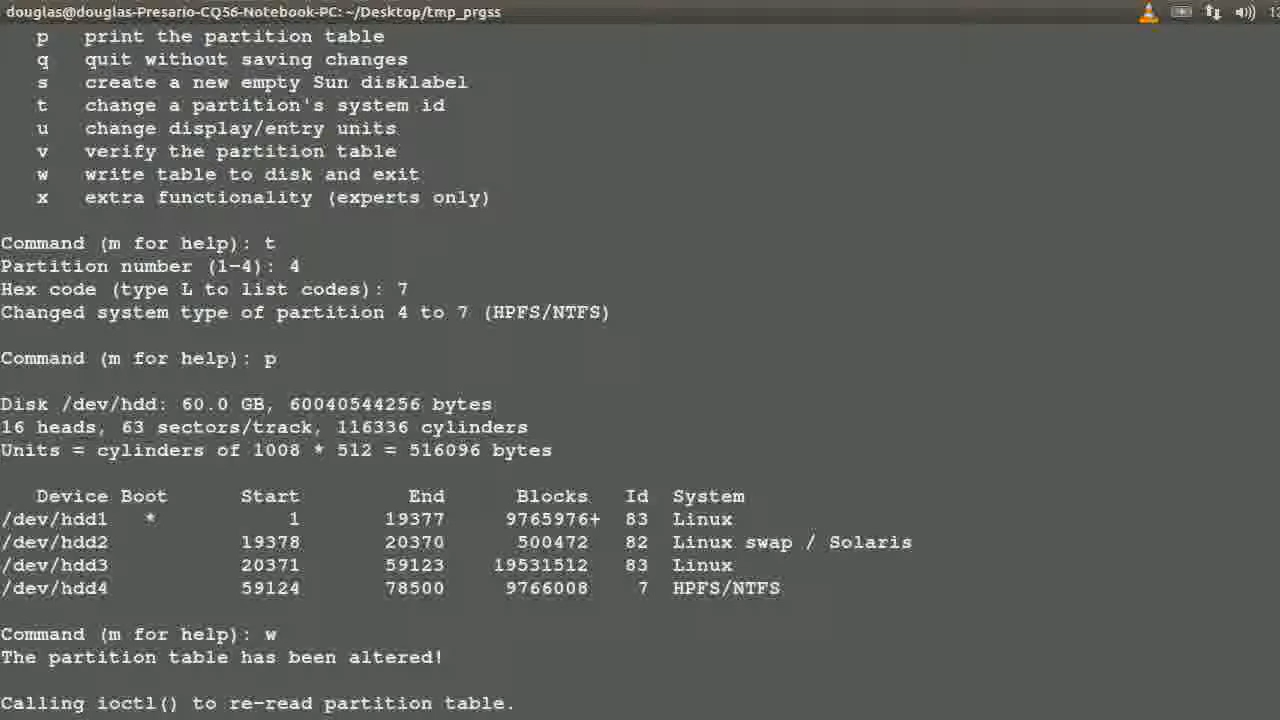 douglas@douglas-Presario-CQ56-Notebook-PC: ~/Desktop/tmp_prgss
p print the partition table
q quit without saving changes
s create a new empty Sun disklabel
t change a partition's system id
u change display/entry units
v verify the partition table
w write table to disk and exit
x extra functionality (experts only)
Command (m for help): t
Partition number (1-4): 4
Hex code (type L to list codes): 7
Changed system type of partition 4 to 7 (HPFS/NTFS)
Command (m for help): p
Disk /dev/hdd: 60.0 GB, 60040544256 bytes
16 heads, 63 sectors/track, 116336 cylinders
Units = cylinders of 1008 * 512 = 516096 bytes
Device Boot Start End Blocks Id System
/dev/hdd1 * 1 19377 9765976+ 83 Linux
/dev/hdd2 19378 20370 500472 82 Linux swap / Solaris
/dev/hdd3 20371 59123 19531512 83 Linux
/dev/hdd4 59124 78500 9766008 7 HPFS/NTFS
Command (m for help): w
The partition table has been altered!
Calling ioctl() to re-read partition table.